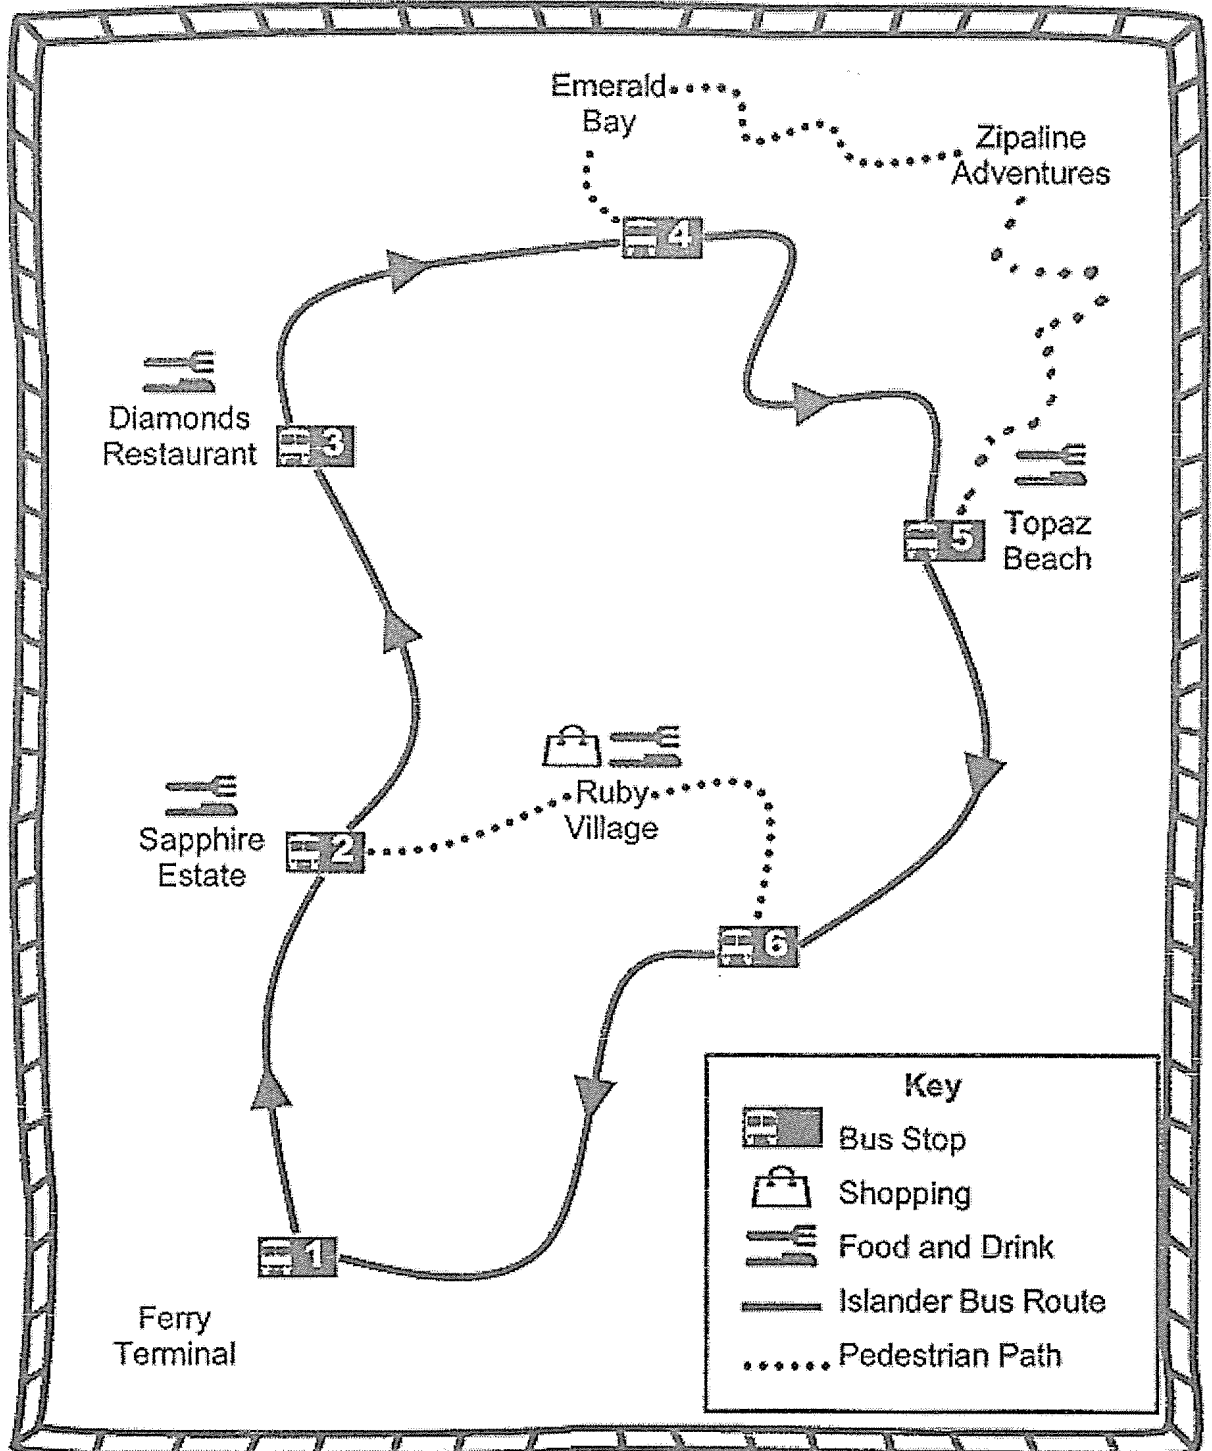 Emerald
Bay
Zipaline
Adventures
4
Diamonds
Restaurant
3
5
Topaz
Beach
Ruby
Village
Sapphire
Estate
2
6
1
Ferry
Terminal
Key
Bus Stop
Shopping
Food and Drink
Islander Bus Route
Pedestrian Path